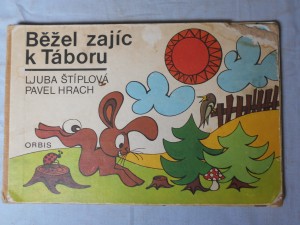 Běžel zajíc
k Táboru
LJUBA ŠTÍPLOVÁ
PAVEL HRACH
ORBIS